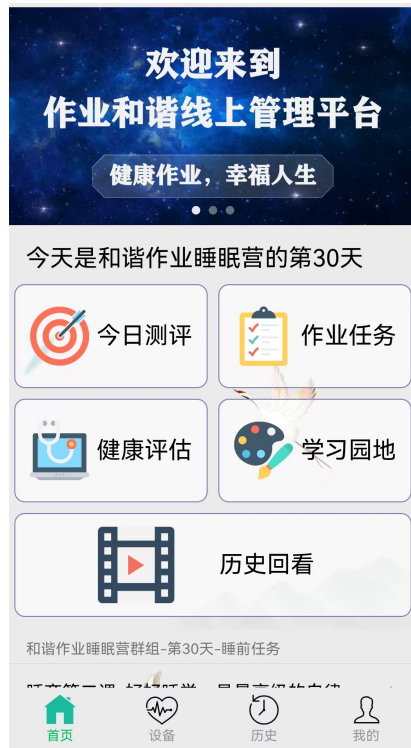 欢迎来到
作业和谐线上管理平台
健康作业，幸福人生
今天是和谐作业睡眠营的第30天
今日测评
作业任务
健康评估
学习园地
历史回看
和谐作业睡眠营群组-第30天-睡前任务
首页
设备
历史
我的